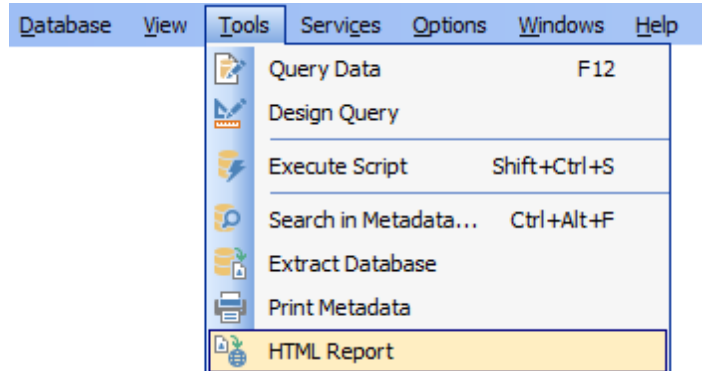 Database View Tools Services Options Windows Help
Query Data F12
Design Query
Execute Script Shift+Ctrl+S
Search in Metadata... Ctrl+Alt+F
Extract Database
Print Metadata
HTML Report